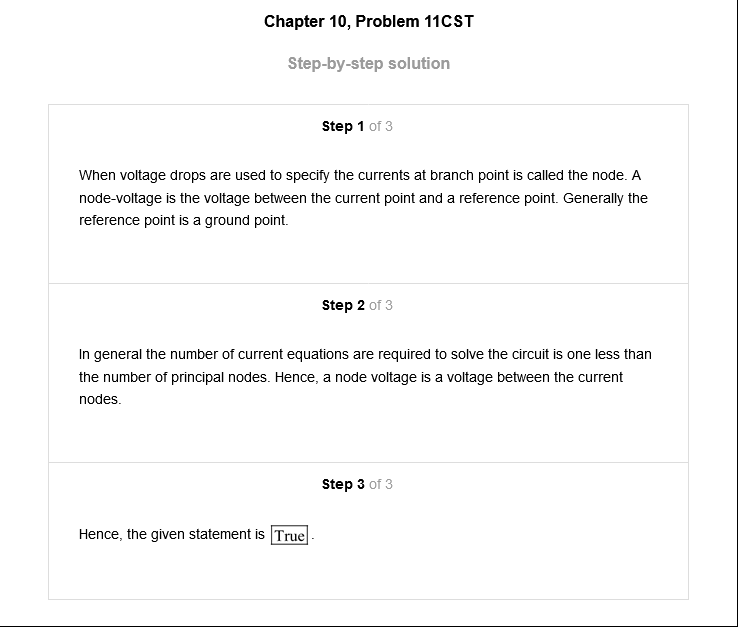 Chapter 10, Problem 11CST
Step-by-step solution
Step 1 of 3
When voltage drops are used to specify the currents at branch point is called the node. A
node-voltage is the voltage between the current point and a reference point. Generally the
reference point is a ground point.
Step 2 of 3
In general the number of current equations are required to solve the circuit is one less than
the number of principal nodes. Hence, a node voltage is a voltage between the current
nodes.
Step 3 of 3
Hence, the given statement is True .